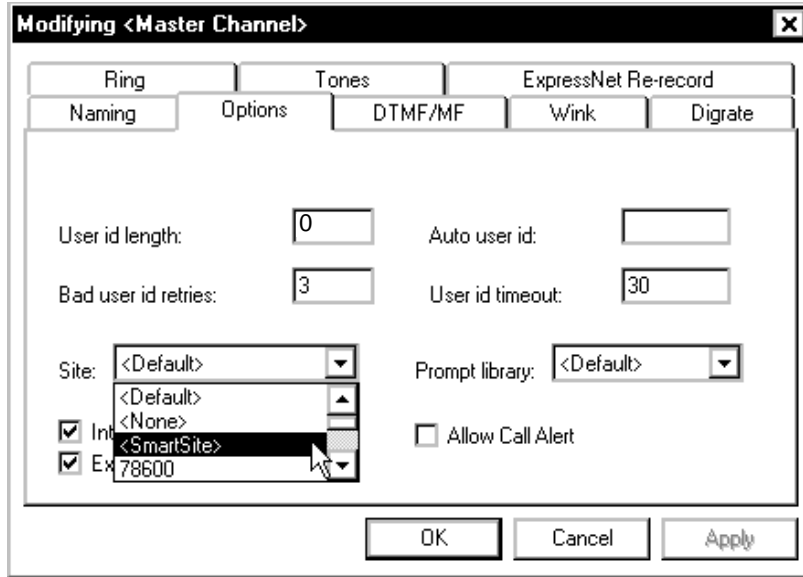 Modifying <Master Channel>
Ring Tones ExpressNet Re-record
Naming Options DTMF/MF Wink Digrate
User id length: 0 Auto user id:
Bad user id retries: 3 User id timeout: 30
Site: <Default> Prompt library: <Default>
<Default>
<None>
<SmartSite>
Allow Call Alert
78600
OK Cancel Apply